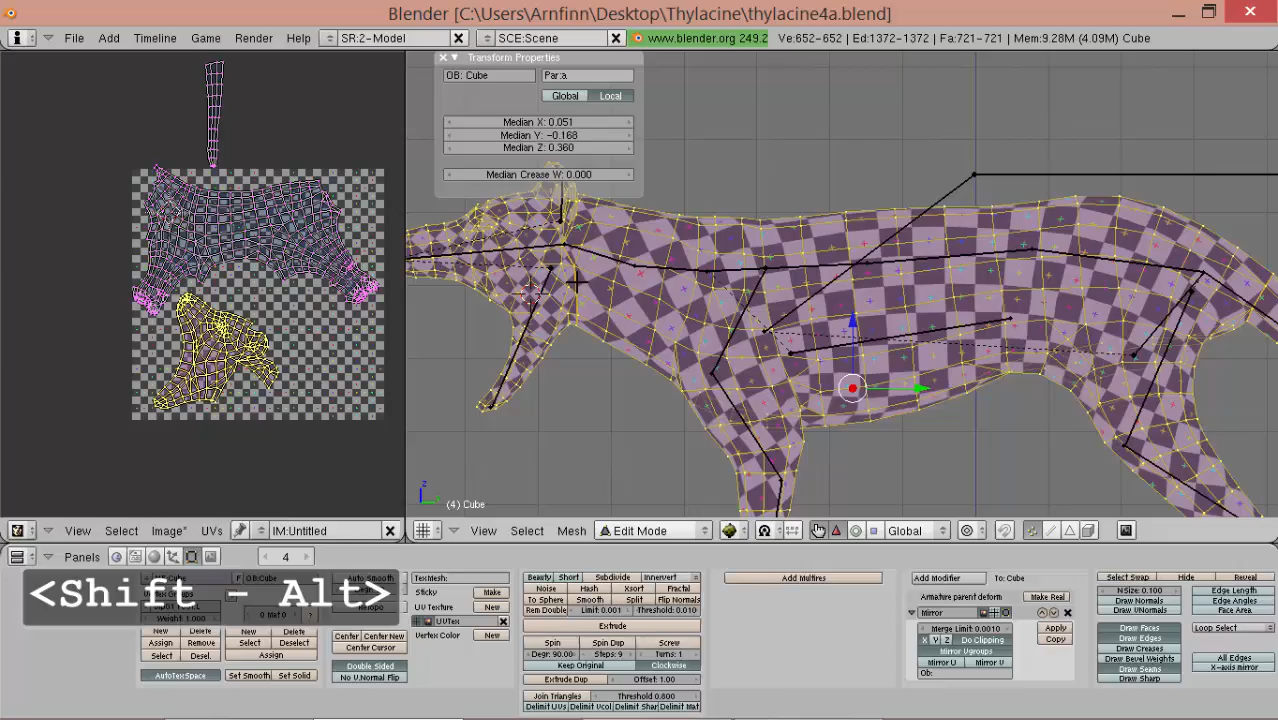 Blender [C:\Users\Arnfinn\Desktop\Thylacine\thylacine4a.blend]
File Add Timeline Game Render Help SR:2-Model SCE:Scene www.blender.org 249.2 Ve:652-652 | Ed:1372-1372 | Fa:721-721 | Mem:9.28M (4.09M) Cube
Transform Properties
OB: Cube Par:a
Global Local
Median X: 0.051
Median Y: -0.168
Median Z: 0.360
Median Crease W: 0.000
z
(4) Cube
View Select Image* UVs IM:Untitled
View Select Mesh Edit Mode Global
Panels 4
<Shift - Alt>
New Delete
Assign Remove
Select Desel.
AutoTexSpace
0 Mat 0 ?
New Delete
Select Deselect
Assign
Set Smooth Set Solid
Auto Smooth
Center Center New
Center Cursor
Double Sided
No V.Normal Flip
TexMesh:
Sticky Make
UV Texture New
UVTex
Vertex Color New
Beauty Short Subdivide Innervert
Noise Hash Xsort Fractal
To Sphere Smooth Split Flip Normals
Rem Double Limit: 0.001 Threshold: 0.010
Extrude
Spin Spin Dup Screw
Degr: 90.00 Steps: 9 Turns: 1
Keep Original Clockwise
Extrude Dup Offset: 1.00
Join Triangles Threshold 0.800
Delimit UVs Delimit Vcol Delimit Shar Delimit Mat
Add Multires
Add Modifier To: Cube
Armature parent deform Make Real
Mirror
Merge Limit: 0.0010 Apply
X Y Z Do Clipping Copy
Mirror Vgroups
Mirror U Mirror V
Ob:
Select Swap Hide Reveal
NSize: 0.100
Draw Normals
Draw VNormals
Draw Faces
Draw Edges
Draw Creases
Draw Bevel Weights
Draw Seams
Draw Sharp
Edge Length
Edge Angles
Face Area
Loop Select
All Edges
X-axis mirror